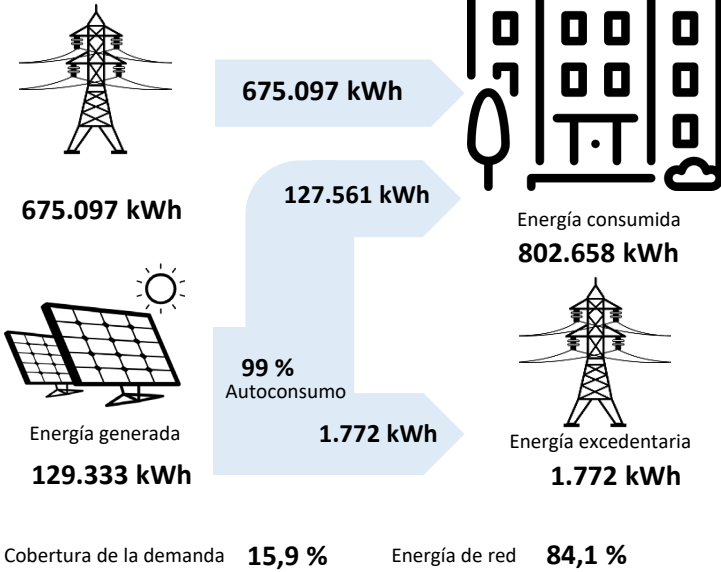 675.097 kWh
675.097 kWh
127.561 kWh
Energía consumida
802.658 kWh
99 %
Autoconsumo
Energía generada
129.333 kWh
1.772 kWh
Energía excedentaria
1.772 kWh
Cobertura de la demanda 15,9 % Energía de red 84,1 %